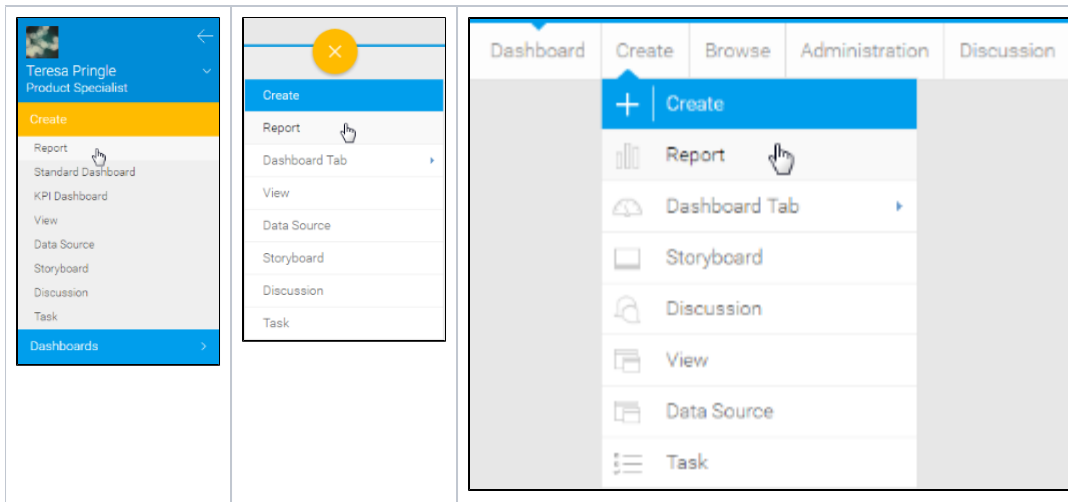 Teresa Pringle
Product Specialist
Create
Report
Standard Dashboard
KPI Dashboard
View
Data Source
Storyboard
Discussion
Task
Dashboards
Create
Report
Dashboard Tab
View
Data Source
Storyboard
Discussion
Task
Dashboard Create Browse Administration Discussion
Create
Report
Dashboard Tab
Storyboard
Discussion
View
Data Source
Task